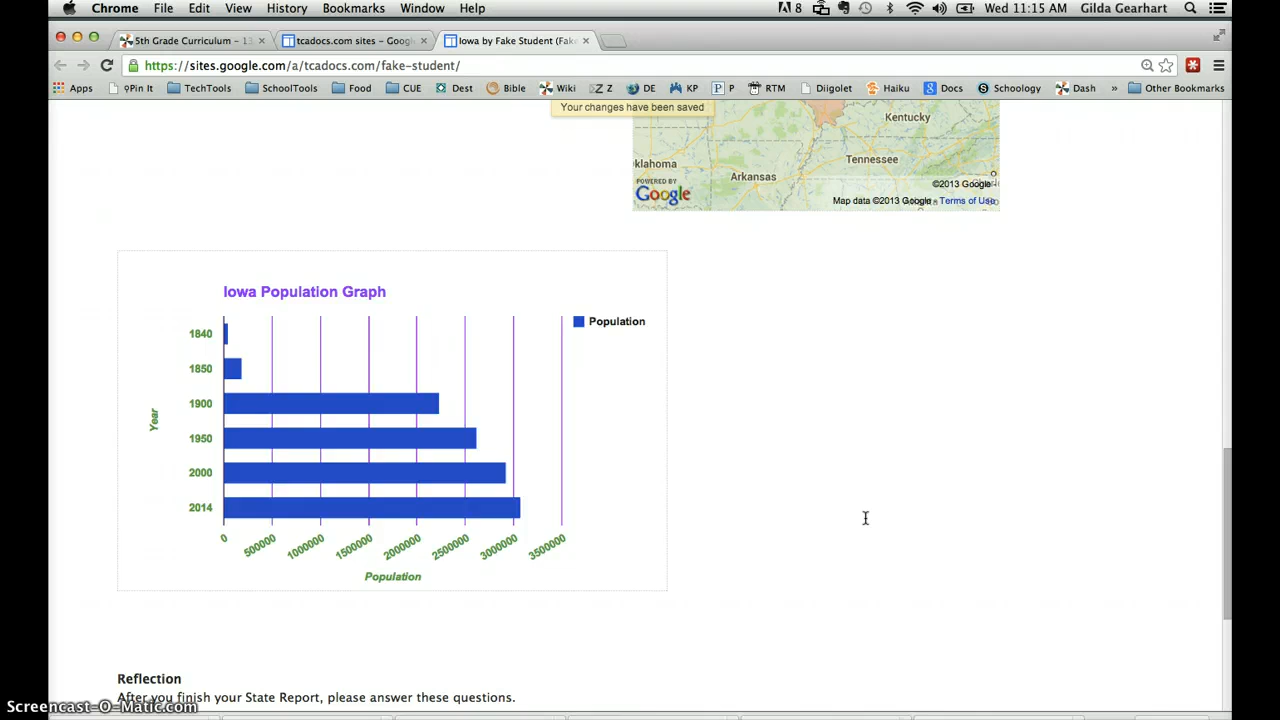 Chrome File Edit View History Bookmarks Window Help 8 Wed 11:15 AM Gilda Gearhart
5th Grade Curriculum – 13 tcadocs.com sites – Goog Iowa by Fake Student (Fake
https://sites.google.com/a/tcadocs.com/fake-student/
Apps Pin It TechTools SchoolTools Food CUE Dest Bible Wiki Z DE KP P RTM Diigolet Haiku Docs Schoology Dash » Other Bookmarks
Your changes have been saved
Kentucky
Tennessee
klahoma
Arkansas
POWERED BY
Google
©2013 Google
Map data ©2013 Google Terms of Use
Iowa Population Graph
Population
1840
1850
1900
1950
2000
2014
Year
0 500000 1000000 1500000 2000000 2500000 3000000 3500000
Population
Reflection
After you finish your State Report, please answer these questions.
Screencast-O-Matic.com